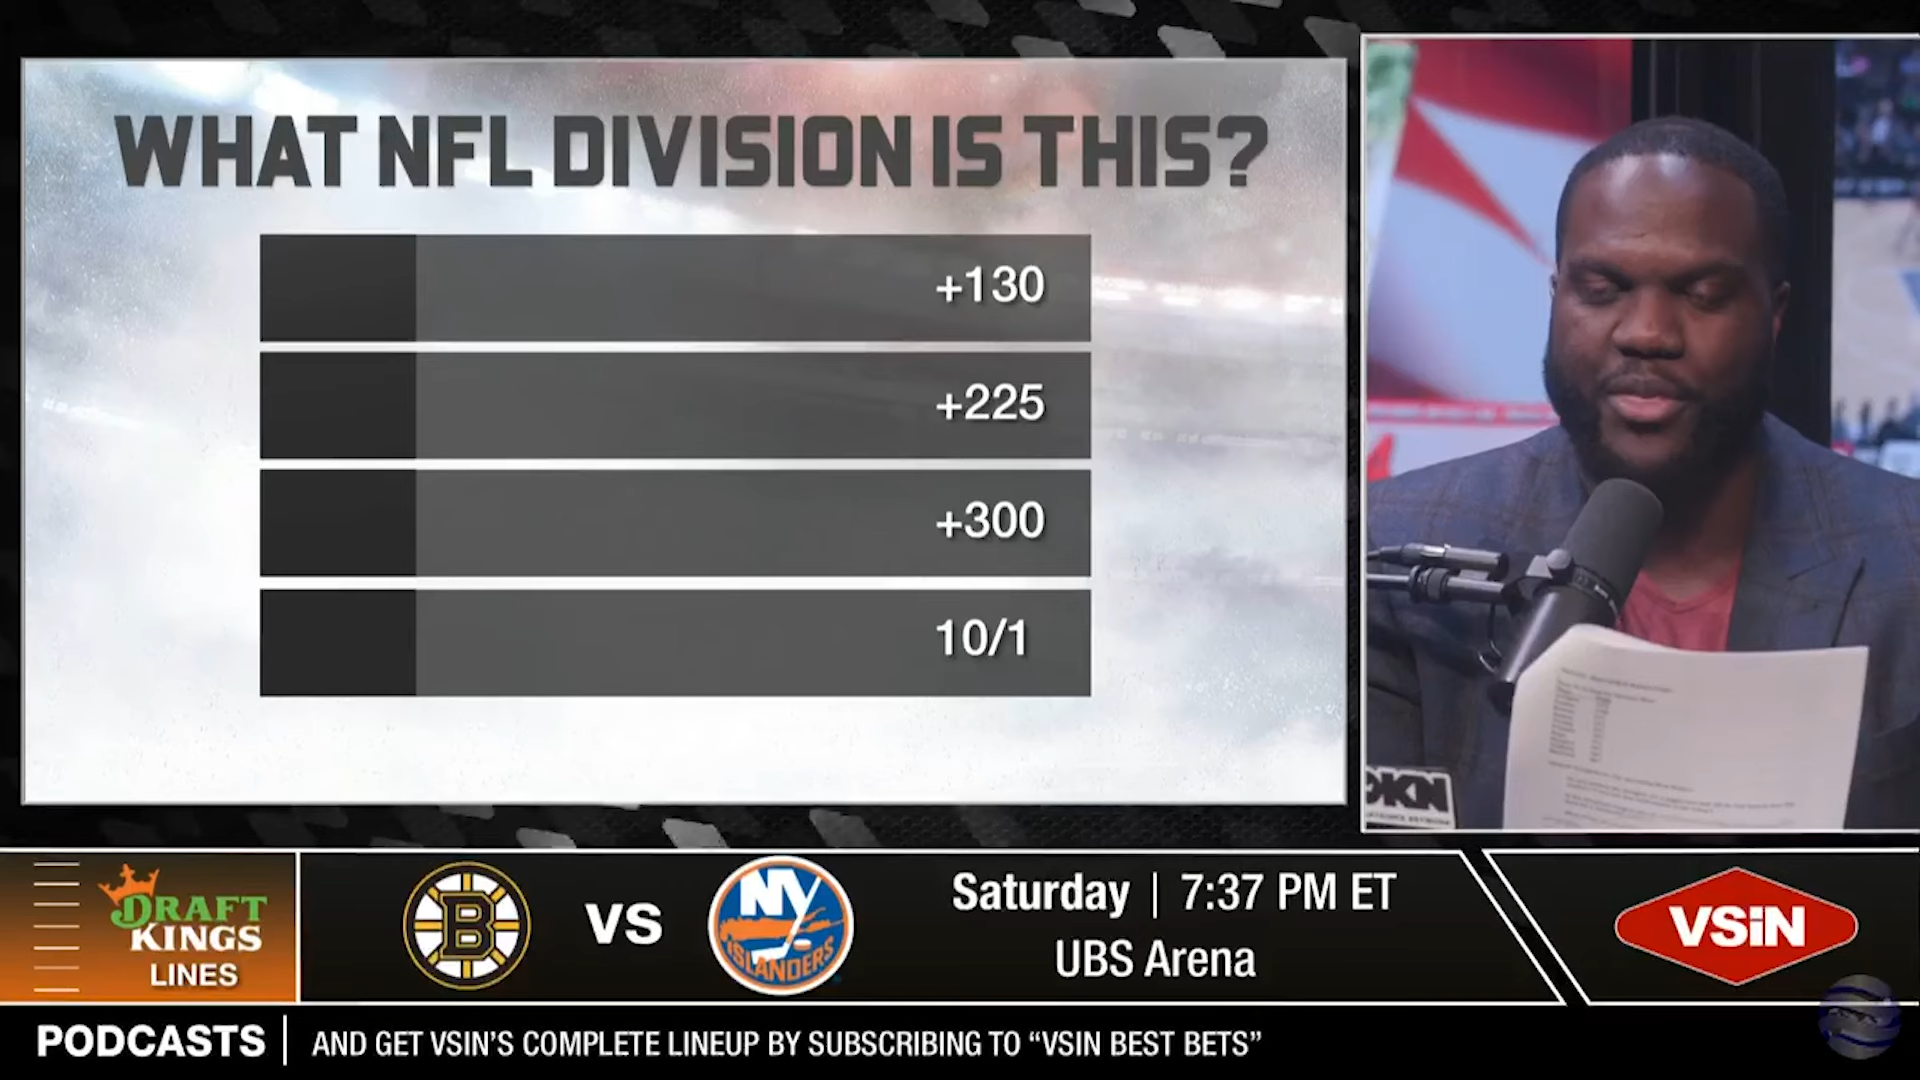 WHAT NFL DIVISION IS THIS?
+130
+225
+300
10/1
DKN
DRAFT
KINGS
LINES
B
VS
NY
ISLANDERS
Saturday | 7:37 PM ET
UBS Arena
VSiN
PODCASTS | AND GET VSIN'S COMPLETE LINEUP BY SUBSCRIBING TO “VSIN BEST BETS”